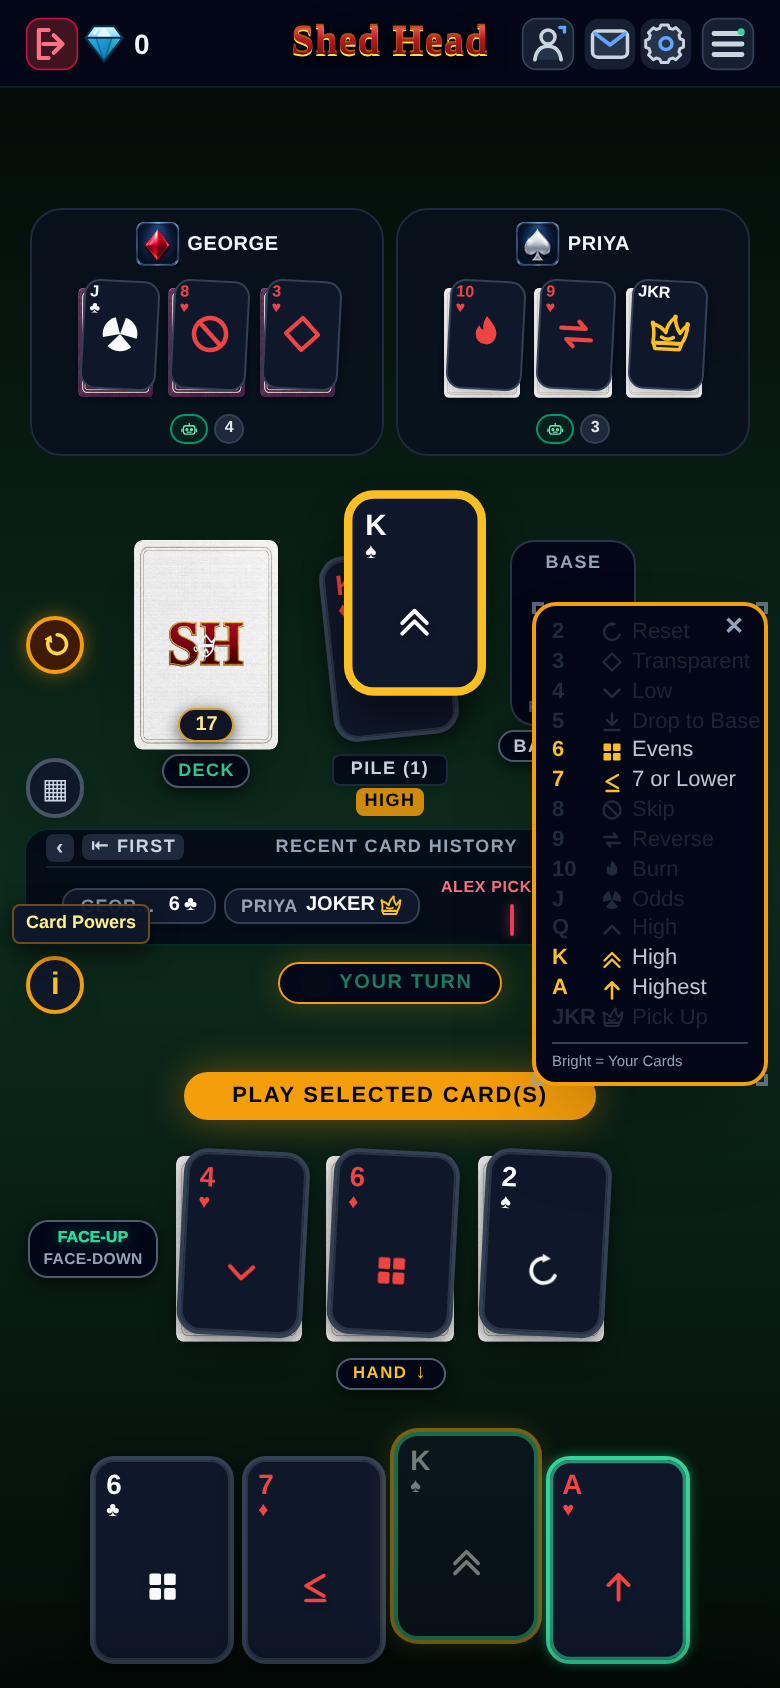 0
Shed Head
GEORGE
PRIYA
J
8
3
10
9
JKR
4
3
K
K
BASE
SH
17
DECK
PILE (1)
HIGH
2 Reset
3 Transparent
4 Low
5 Drop to Base
6 Evens
7 7 or Lower
8 Skip
9 Reverse
10 Burn
J Odds
Q High
K High
A Highest
JKR Pick Up
Bright = Your Cards
FIRST
RECENT CARD HISTORY
6
PRIYA JOKER
ALEX PICK
Card Powers
i
YOUR TURN
PLAY SELECTED CARD(S)
4
6
2
FACE-UP
FACE-DOWN
HAND ↓
6
7
K
A